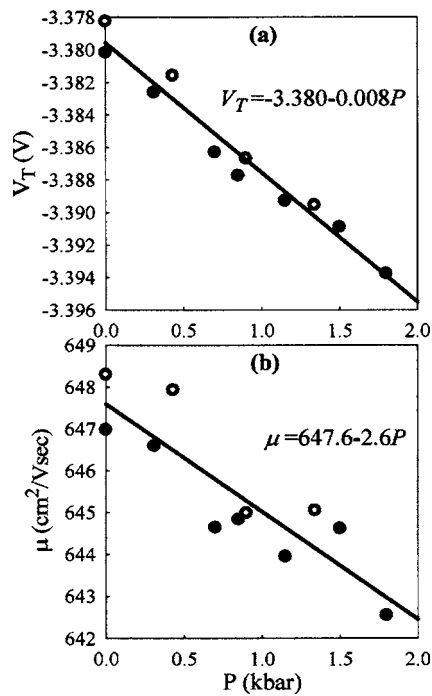 (a)
V_T=-3.380-0.008P
V_T (V)
-3.378
-3.380
-3.382
-3.384
-3.386
-3.388
-3.390
-3.392
-3.394
-3.396
0.0 0.5 1.0 1.5 2.0
(b)
μ=647.6-2.6P
μ (cm²/Vsec)
649
648
647
646
645
644
643
642
0.0 0.5 1.0 1.5 2.0
P (kbar)